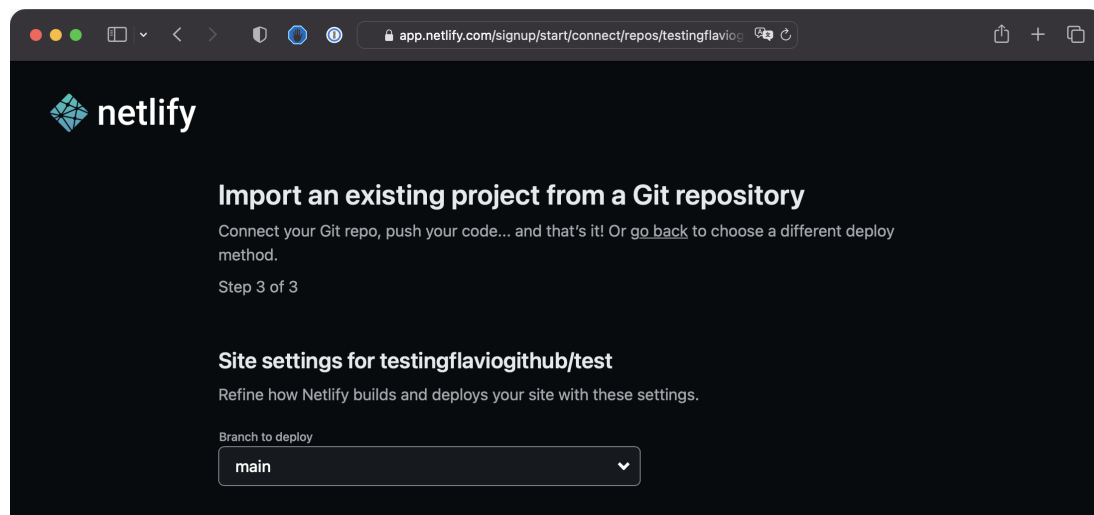 app.netlify.com/signup/start/connect/repos/testingflaviog
netlify
Import an existing project from a Git repository
Connect your Git repo, push your code... and that's it! Or go back to choose a different deploy
method.
Step 3 of 3
Site settings for testingflaviogithub/test
Refine how Netlify builds and deploys your site with these settings.
Branch to deploy
main